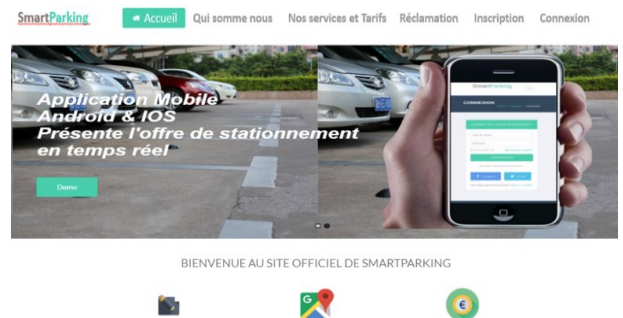 SmartParking
Accueil Qui somme nous Nos services et Tarifs Réclamation Inscription Connexion
Application Mobile
Android & IOS
Présente l'offre de stationnement
en temps réel
Demo
SmartParking
CONNEXION
BIENVENUE AU SITE OFFICIEL DE SMARTPARKING
G
€